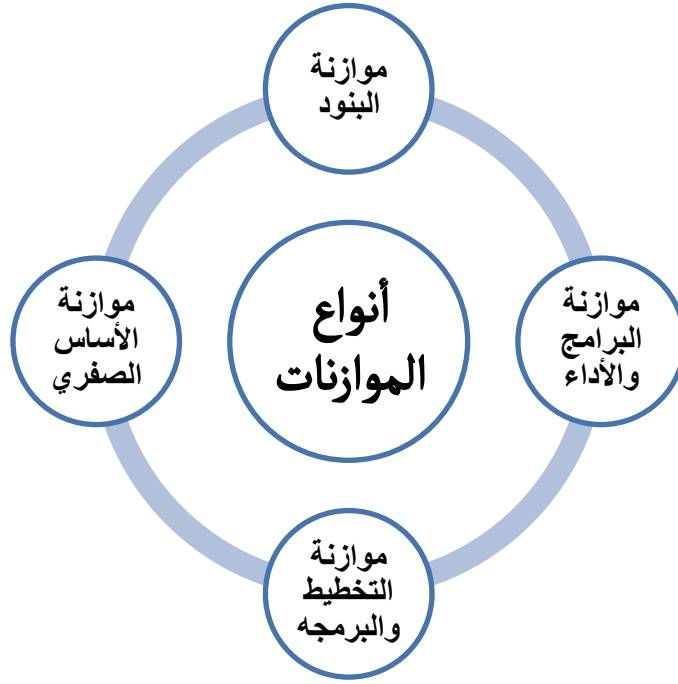 موازنة
البنود
أنواع
الموازنات
موازنة
البرامج
والأداء
موازنة
التخطيط
والبرمجه
موازنة
الأساس
الصفري